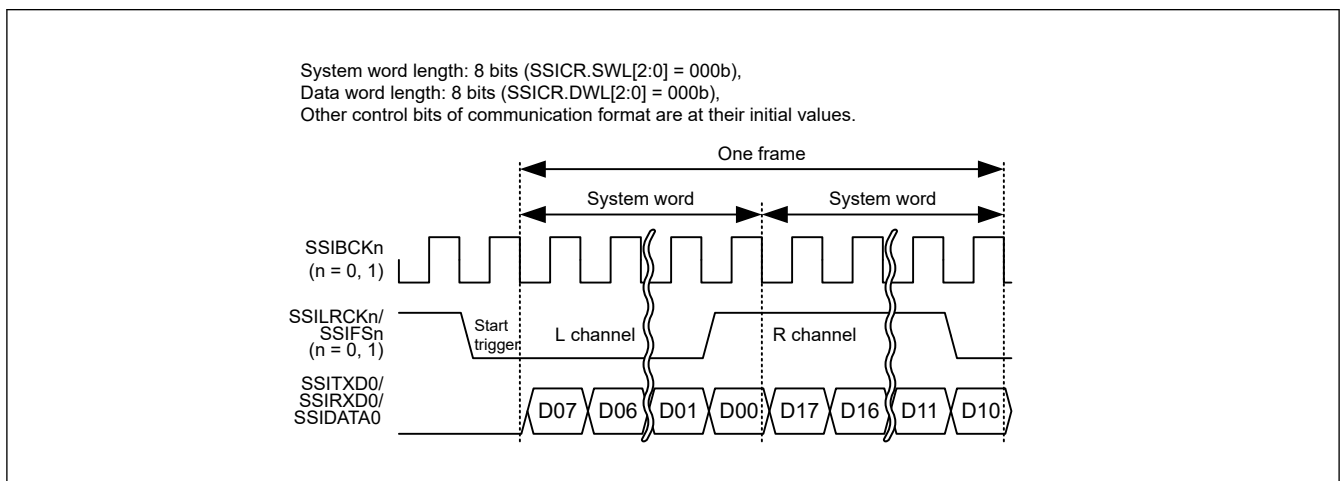 System word length: 8 bits (SSICR.SWL[2:0] = 000b),
Data word length: 8 bits (SSICR.DWL[2:0] = 000b),
Other control bits of communication format are at their initial values.
One frame
System word System word
SSIBCKn
(n = 0, 1)
SSILRCKn/
SSIFSn
(n = 0, 1)
Start
trigger
L channel
R channel
SSITXD0/
SSIRXD0/
SSIDATA0
D07 D06 D01 D00 D17 D16 D11 D10